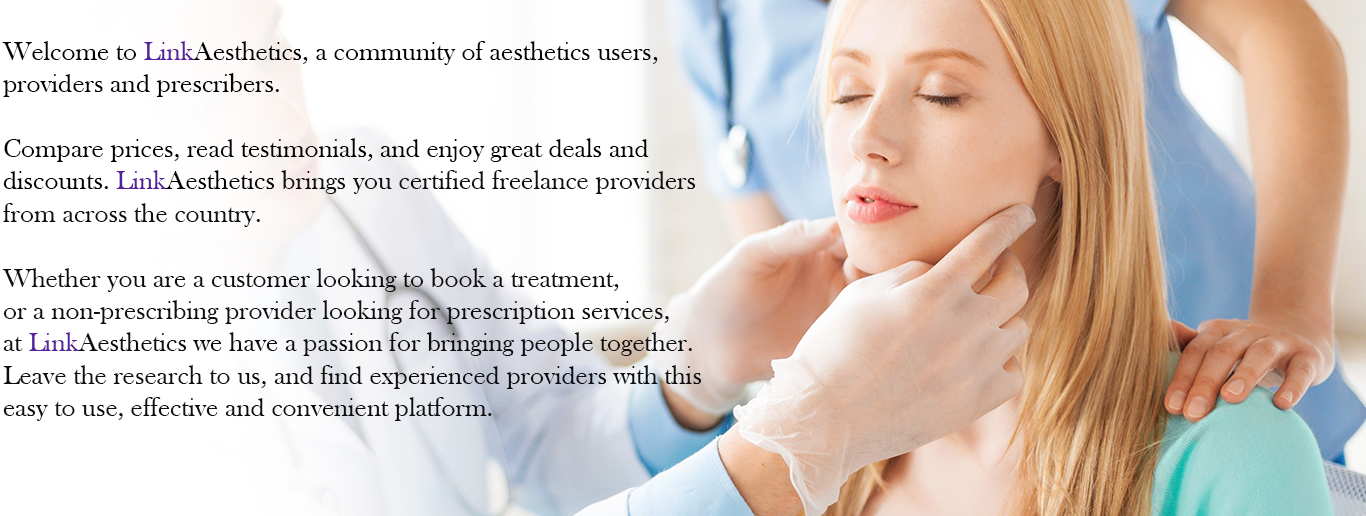 Welcome to LinkAesthetics, a community of aesthetics users,
providers and prescribers.
Compare prices, read testimonials, and enjoy great deals and
discounts. LinkAesthetics brings you certified freelance providers
from across the country.
Whether you are a customer looking to book a treatment,
or a non-prescribing provider looking for prescription services,
at LinkAesthetics we have a passion for bringing people together.
Leave the research to us, and find experienced providers with this
easy to use, effective and convenient platform.